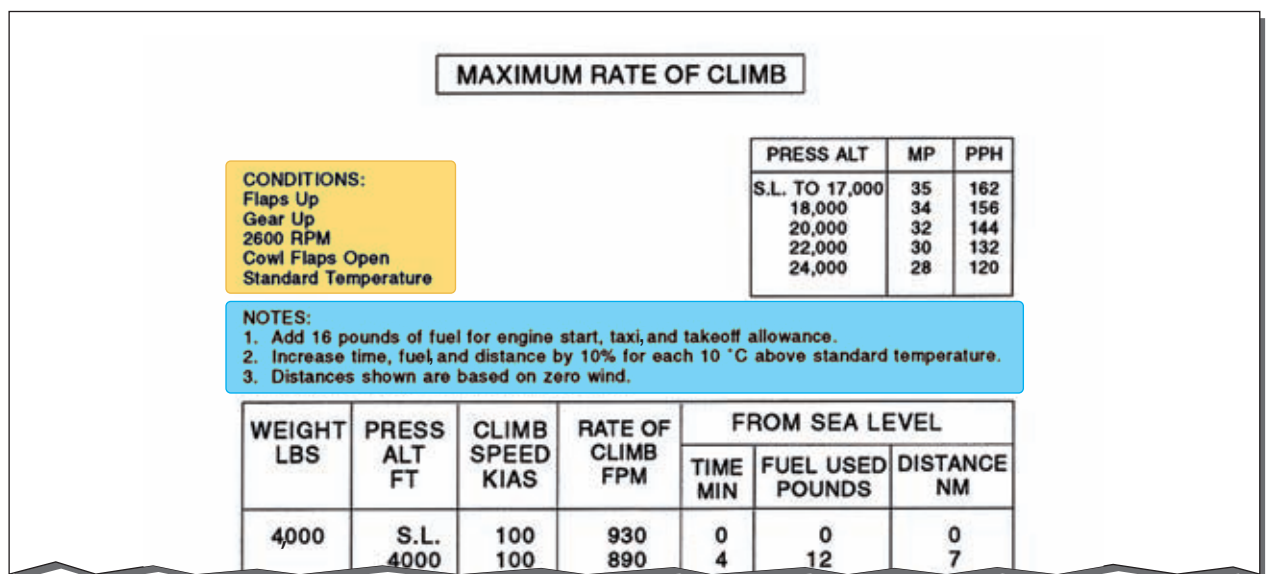 MAXIMUM RATE OF CLIMB
CONDITIONS:
Flaps Up
Gear Up
2600 RPM
Cowl Flaps Open
Standard Temperature
PRESS ALT MP PPH
S.L. TO 17,000 35 162
18,000 34 156
20,000 32 144
22,000 30 132
24,000 28 120
NOTES:
1. Add 16 pounds of fuel for engine start, taxi, and takeoff allowance.
2. Increase time, fuel, and distance by 10% for each 10 °C above standard temperature.
3. Distances shown are based on zero wind.
WEIGHT LBS PRESS ALT FT CLIMB SPEED KIAS RATE OF CLIMB FPM FROM SEA LEVEL
TIME MIN FUEL USED POUNDS DISTANCE NM
4,000 S.L. 100 930 0 0 0
4000 100 890 4 12 7